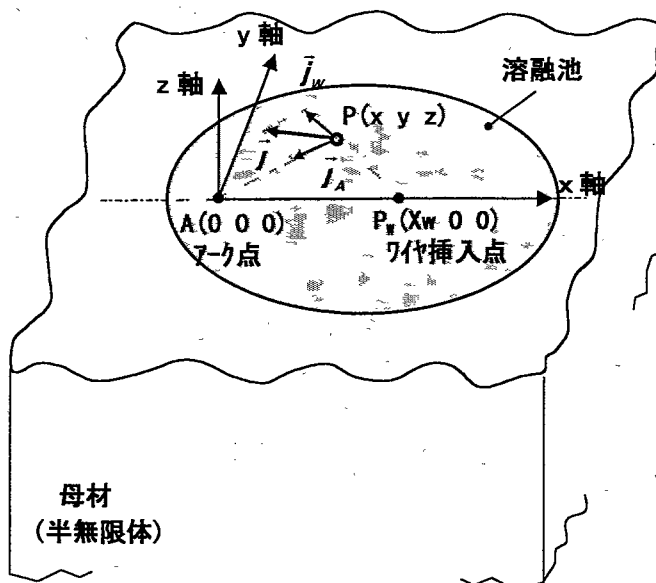 y 軸
z 軸
j_w
溶融池
P(x y z)
j
j_A
x 軸
A(0 0 0)
アーク点
P_w(Xw 0 0)
ワイヤ挿入点
母材
(半無限体)